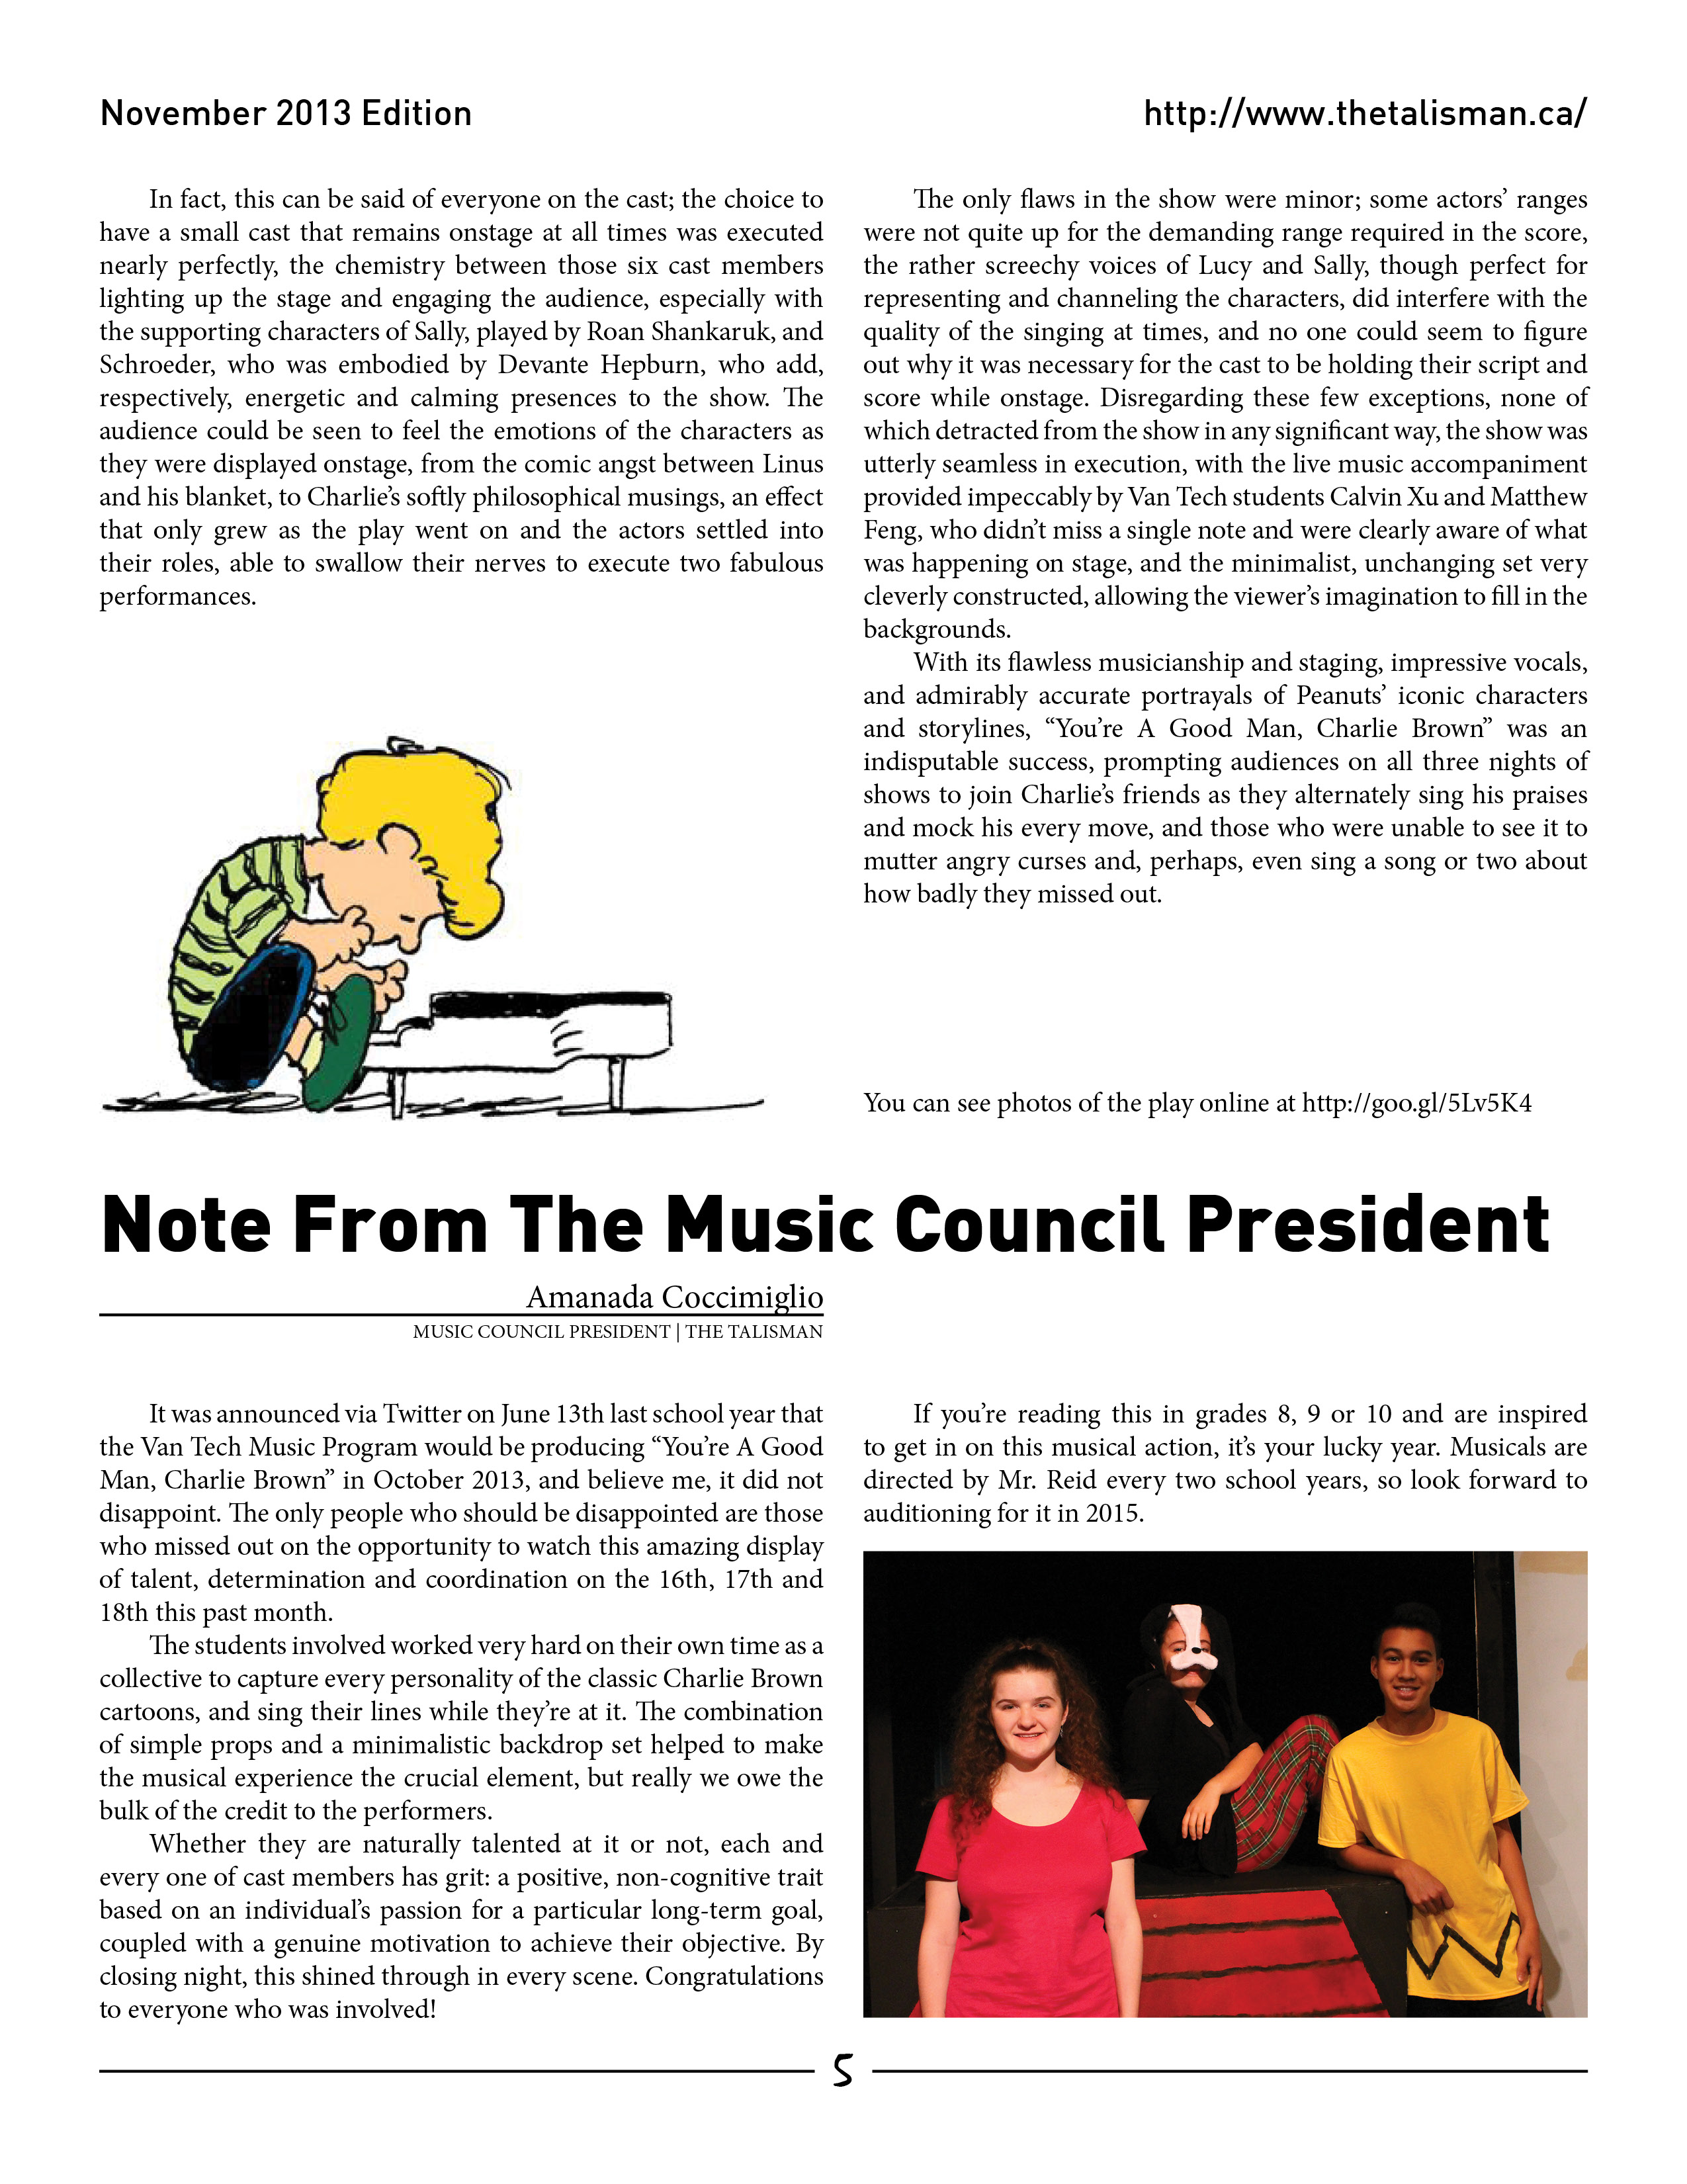 November 2013 Edition
http://www.thetalisman.ca/
In fact, this can be said of everyone on the cast; the choice to
have a small cast that remains onstage at all times was executed
nearly perfectly, the chemistry between those six cast members
lighting up the stage and engaging the audience, especially with
the supporting characters of Sally, played by Roan Shankaruk, and
Schroeder, who was embodied by Devante Hepburn, who add,
respectively, energetic and calming presences to the show. The
audience could be seen to feel the emotions of the characters as
they were displayed onstage, from the comic angst between Linus
and his blanket, to Charlie’s softly philosophical musings, an effect
that only grew as the play went on and the actors settled into
their roles, able to swallow their nerves to execute two fabulous
performances.
The only flaws in the show were minor; some actors’ ranges
were not quite up for the demanding range required in the score,
the rather screechy voices of Lucy and Sally, though perfect for
representing and channeling the characters, did interfere with the
quality of the singing at times, and no one could seem to figure
out why it was necessary for the cast to be holding their script and
score while onstage. Disregarding these few exceptions, none of
which detracted from the show in any significant way, the show was
utterly seamless in execution, with the live music accompaniment
provided impeccably by Van Tech students Calvin Xu and Matthew
Feng, who didn’t miss a single note and were clearly aware of what
was happening on stage, and the minimalist, unchanging set very
cleverly constructed, allowing the viewer’s imagination to fill in the
backgrounds.
With its flawless musicianship and staging, impressive vocals,
and admirably accurate portrayals of Peanuts’ iconic characters
and storylines, “You’re A Good Man, Charlie Brown” was an
indisputable success, prompting audiences on all three nights of
shows to join Charlie’s friends as they alternately sing his praises
and mock his every move, and those who were unable to see it to
mutter angry curses and, perhaps, even sing a song or two about
how badly they missed out.
You can see photos of the play online at http://goo.gl/5Lv5K4
Note From The Music Council President
Amanada Coccimiglio
MUSIC COUNCIL PRESIDENT | THE TALISMAN
It was announced via Twitter on June 13th last school year that
the Van Tech Music Program would be producing “You’re A Good
Man, Charlie Brown” in October 2013, and believe me, it did not
disappoint. The only people who should be disappointed are those
who missed out on the opportunity to watch this amazing display
of talent, determination and coordination on the 16th, 17th and
18th this past month.
The students involved worked very hard on their own time as a
collective to capture every personality of the classic Charlie Brown
cartoons, and sing their lines while they’re at it. The combination
of simple props and a minimalistic backdrop set helped to make
the musical experience the crucial element, but really we owe the
bulk of the credit to the performers.
Whether they are naturally talented at it or not, each and
every one of cast members has grit: a positive, non-cognitive trait
based on an individual’s passion for a particular long-term goal,
coupled with a genuine motivation to achieve their objective. By
closing night, this shined through in every scene. Congratulations
to everyone who was involved!
If you’re reading this in grades 8, 9 or 10 and are inspired
to get in on this musical action, it’s your lucky year. Musicals are
directed by Mr. Reid every two school years, so look forward to
auditioning for it in 2015.
5